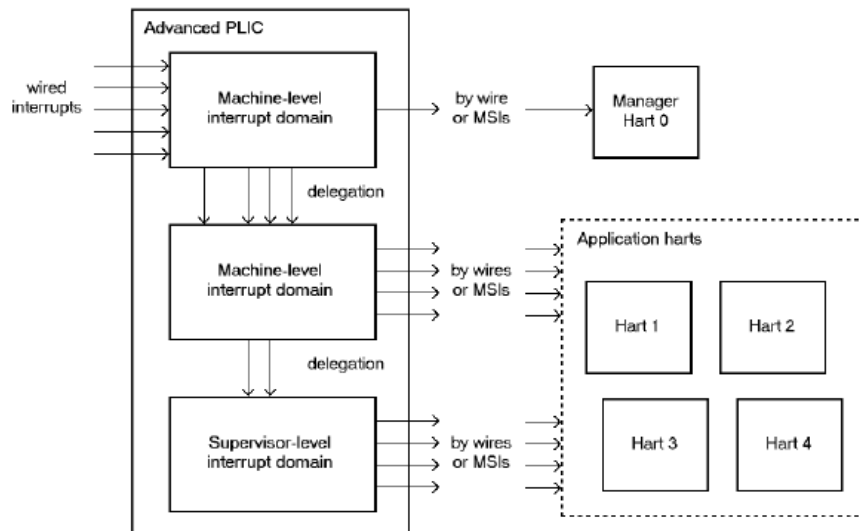 Advanced PLIC
wired
interrupts
Machine-level
interrupt domain
by wire
or MSIs
Manager
Hart 0
delegation
Machine-level
interrupt domain
by wires
or MSIs
Application harts
Hart 1
Hart 2
delegation
Supervisor-level
interrupt domain
by wires
or MSIs
Hart 3
Hart 4